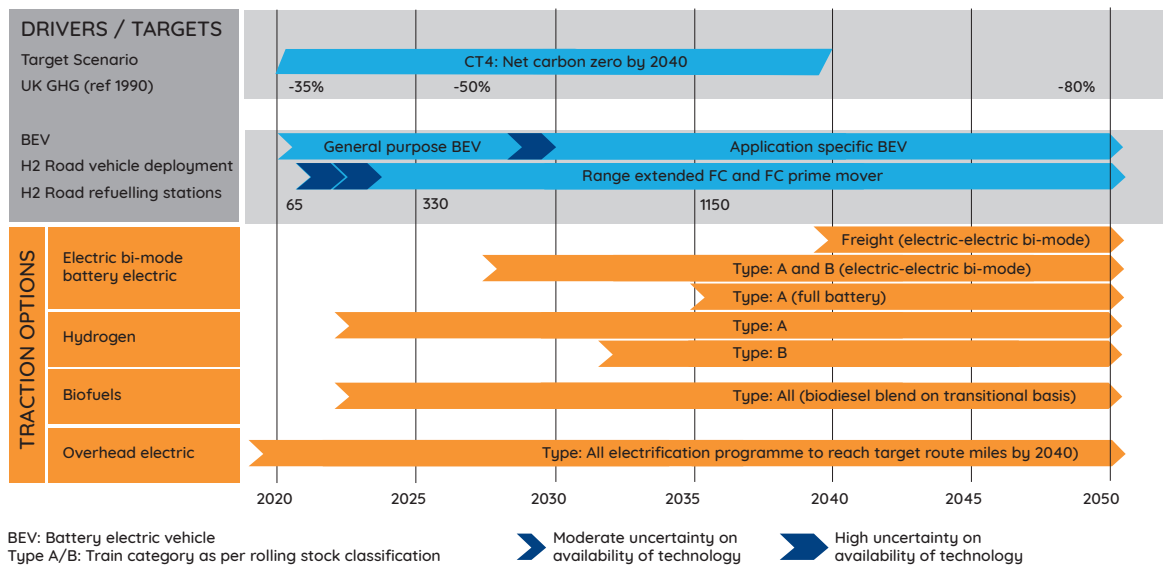 DRIVERS / TARGETS
Target Scenario
CT4: Net carbon zero by 2040
UK GHG (ref 1990)
-35%
-50%
-80%
BEV
General purpose BEV
Application specific BEV
H2 Road vehicle deployment
Range extended FC and FC prime mover
H2 Road refuelling stations
65
330
1150
TRACTION OPTIONS
Electric bi-mode
battery electric
Freight (electric-electric bi-mode)
Type: A and B (electric-electric bi-mode)
Type: A (full battery)
Hydrogen
Type: A
Type: B
Biofuels
Type: All (biodiesel blend on transitional basis)
Overhead electric
Type: All electrification programme to reach target route miles by 2040)
2020
2025
2030
2035
2040
2045
2050
BEV: Battery electric vehicle
Type A/B: Train category as per rolling stock classification
Moderate uncertainty on
availability of technology
High uncertainty on
availability of technology